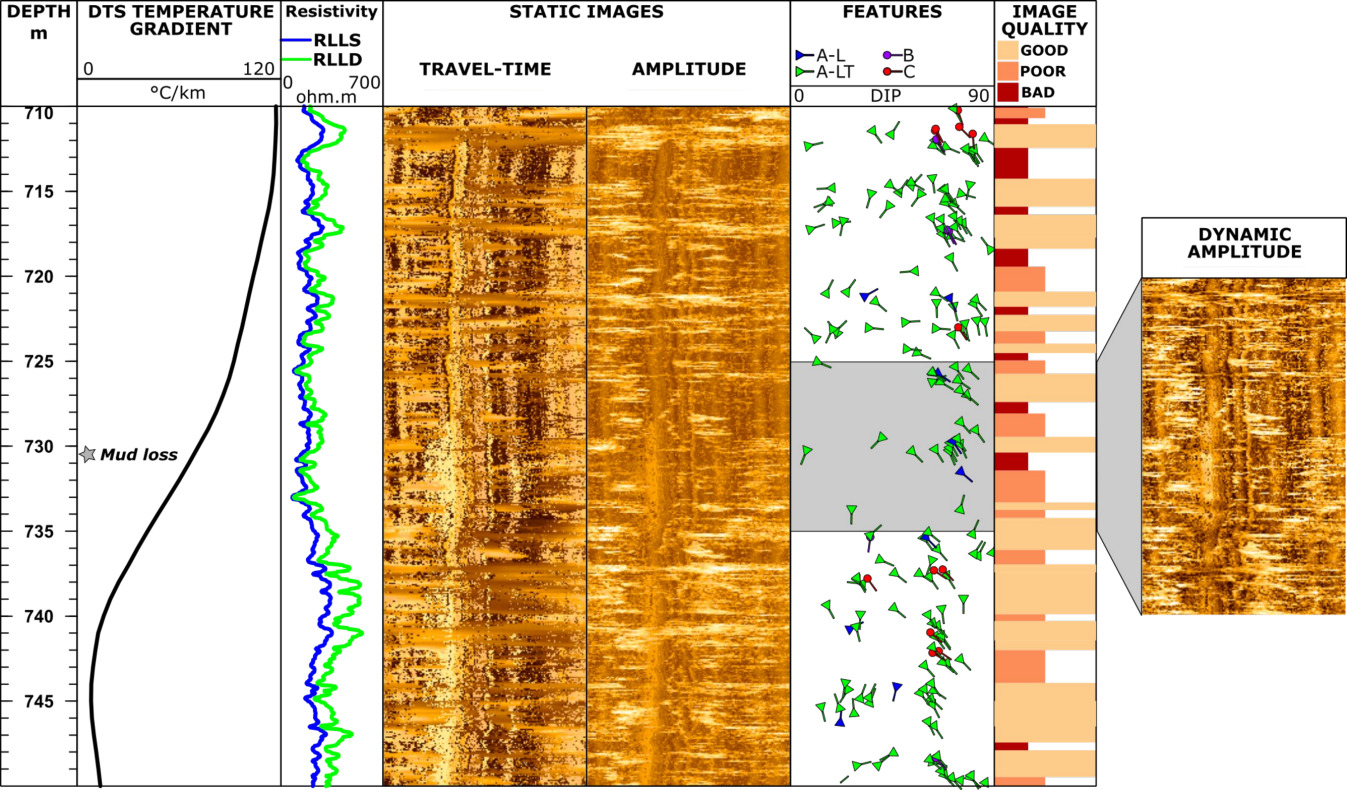 DEPTH
m
DTS TEMPERATURE
GRADIENT
0 120
°C/km
Resistivity
RLLS
RLLD
0 700
ohm.m
STATIC IMAGES
TRAVEL-TIME AMPLITUDE
FEATURES
A-L B
A-LT C
0 DIP 90
IMAGE
QUALITY
GOOD
POOR
BAD
710
715
720
725
730
735
740
745
Mud loss
DYNAMIC
AMPLITUDE